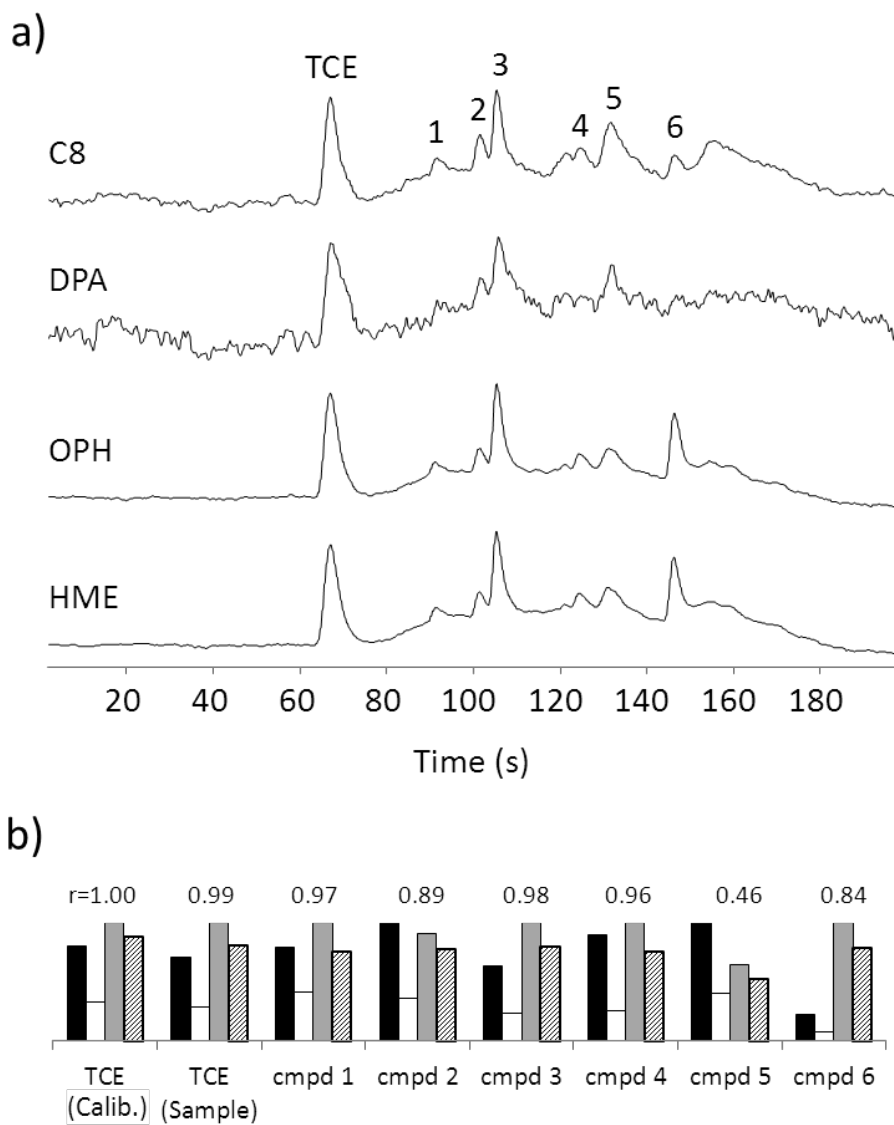 a)
TCE
3
2
5
1
4
6
C8
DPA
OPH
HME
20 40 60 80 100 120 140 160 180
Time (s)
b)
r=1.00 0.99 0.97 0.89 0.98 0.96 0.46 0.84
TCE TCE cmpd 1 cmpd 2 cmpd 3 cmpd 4 cmpd 5 cmpd 6
(Calib.) (Sample)